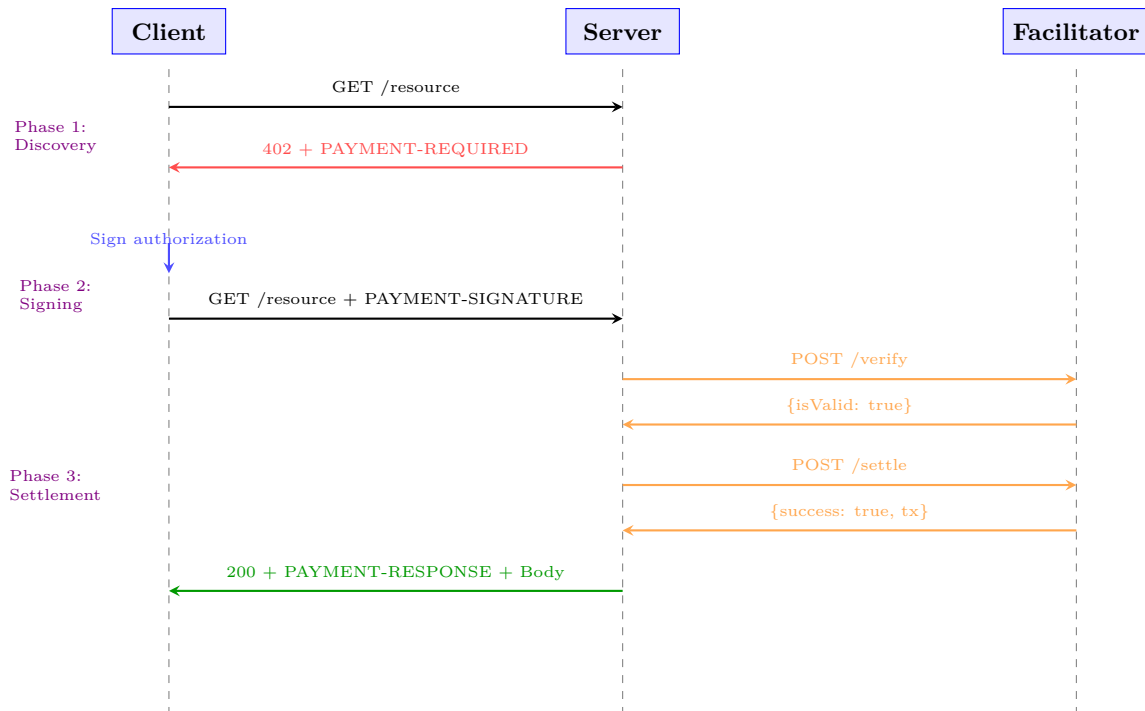 Client
Server
Facilitator
GET /resource
Phase 1:
Discovery
402 + PAYMENT-REQUIRED
Sign authorization
Phase 2:
Signing
GET /resource + PAYMENT-SIGNATURE
POST /verify
{isValid: true}
POST /settle
Phase 3:
Settlement
{success: true, tx}
200 + PAYMENT-RESPONSE + Body